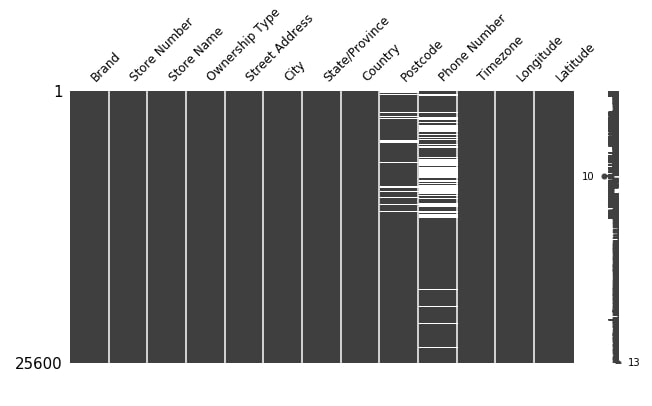 Brand
Store Number
Store Name
Ownership Type
Street Address
City
State/Province
Country
Postcode
Phone Number
Timezone
Longitude
Latitude
1
10
25600
13